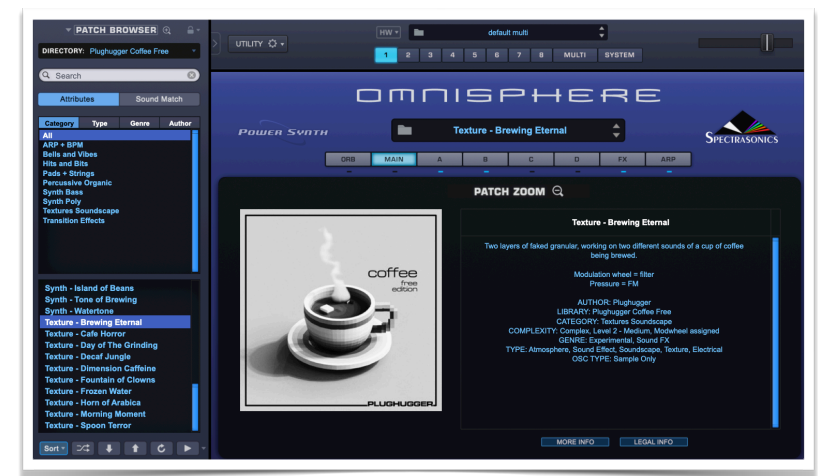 PATCH BROWSER
DIRECTORY: Plughugger Coffee Free
Search
Attributes Sound Match
Category Type Genre Author
All
ARP + BPM
Bells and Vibes
Hits and Bits
Pads + Strings
Percussive Organic
Synth Bass
Synth Poly
Textures Soundscape
Transition Effects
Synth - Island of Beans
Synth - Tone of Brewing
Synth - Watertone
Texture - Brewing Eternal
Texture - Cafe Horror
Texture - Day of The Grinding
Texture - Decaf Jungle
Texture - Dimension Caffeine
Texture - Fountain of Clowns
Texture - Frozen Water
Texture - Horn of Arabica
Texture - Morning Moment
Texture - Spoon Terror
Sort
UTILITY
HW default multi
1 2 3 4 5 6 7 8 MULTI SYSTEM
OMNISPHERE
POWER SYNTH
Texture - Brewing Eternal
SPECTRASONICS
ORB MAIN A B C D FX ARP
PATCH ZOOM
coffee
free
edition
PLUGHUGGER
Texture - Brewing Eternal
Two layers of faked granular, working on two different sounds of a cup of coffee
being brewed.
Modulation wheel = filter
Pressure = FM
AUTHOR: Plughugger
LIBRARY: Plughugger Coffee Free
CATEGORY: Textures Soundscape
COMPLEXITY: Complex, Level 2 - Medium, Modwheel assigned
GENRE: Experimental, Sound FX
TYPE: Atmosphere, Sound Effect, Soundscape, Texture, Electrical
OSC TYPE: Sample Only
MORE INFO LEGAL INFO